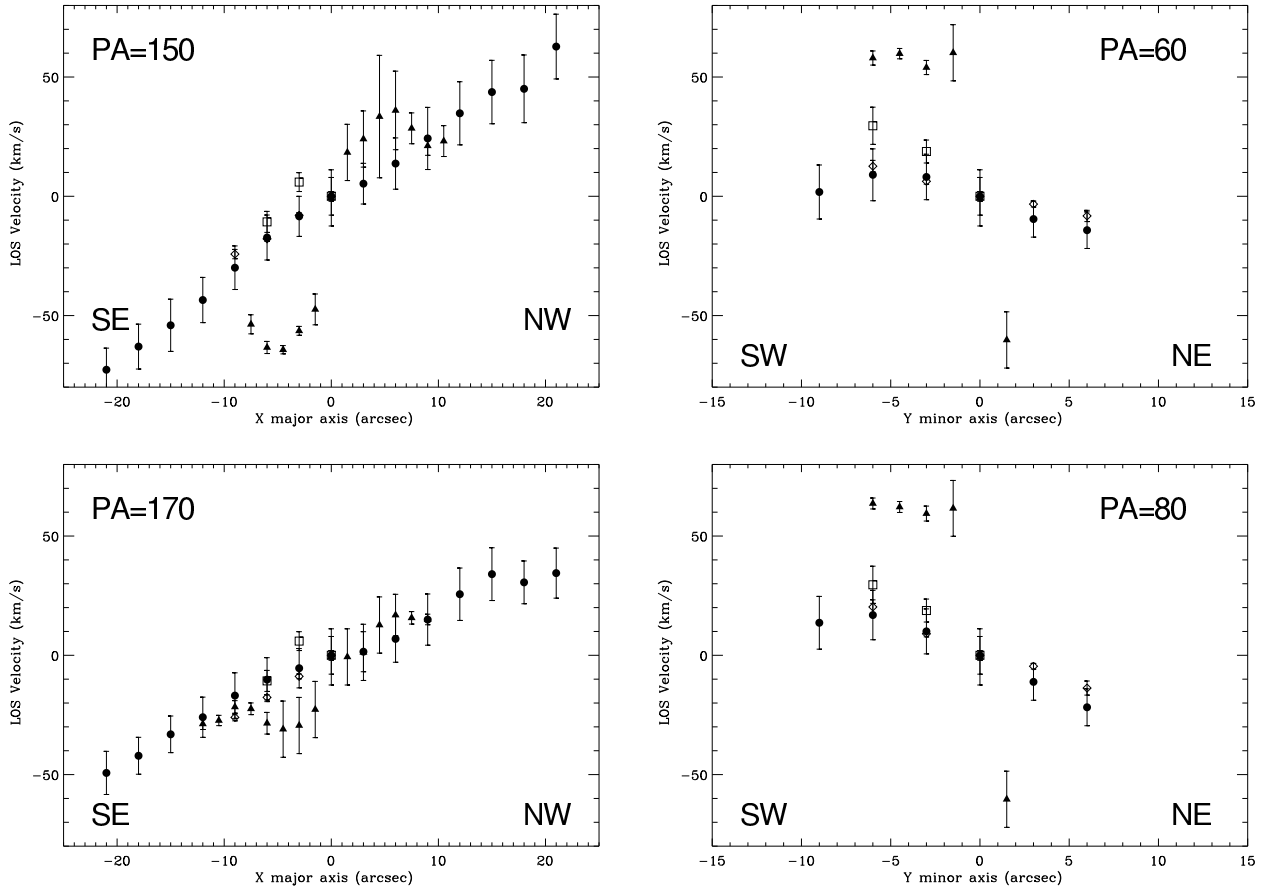 PA=150
50
0
−50
LOS Velocity (km/s)
SE
NW
−20 −10 0 10 20
X major axis (arcsec)
PA=60
50
0
−50
LOS Velocity (km/s)
SW
NE
−15 −10 −5 0 5 10 15
Y minor axis (arcsec)
PA=170
50
0
−50
LOS Velocity (km/s)
SE
NW
−20 −10 0 10 20
X major axis (arcsec)
PA=80
50
0
−50
LOS Velocity (km/s)
SW
NE
−15 −10 −5 0 5 10 15
Y minor axis (arcsec)